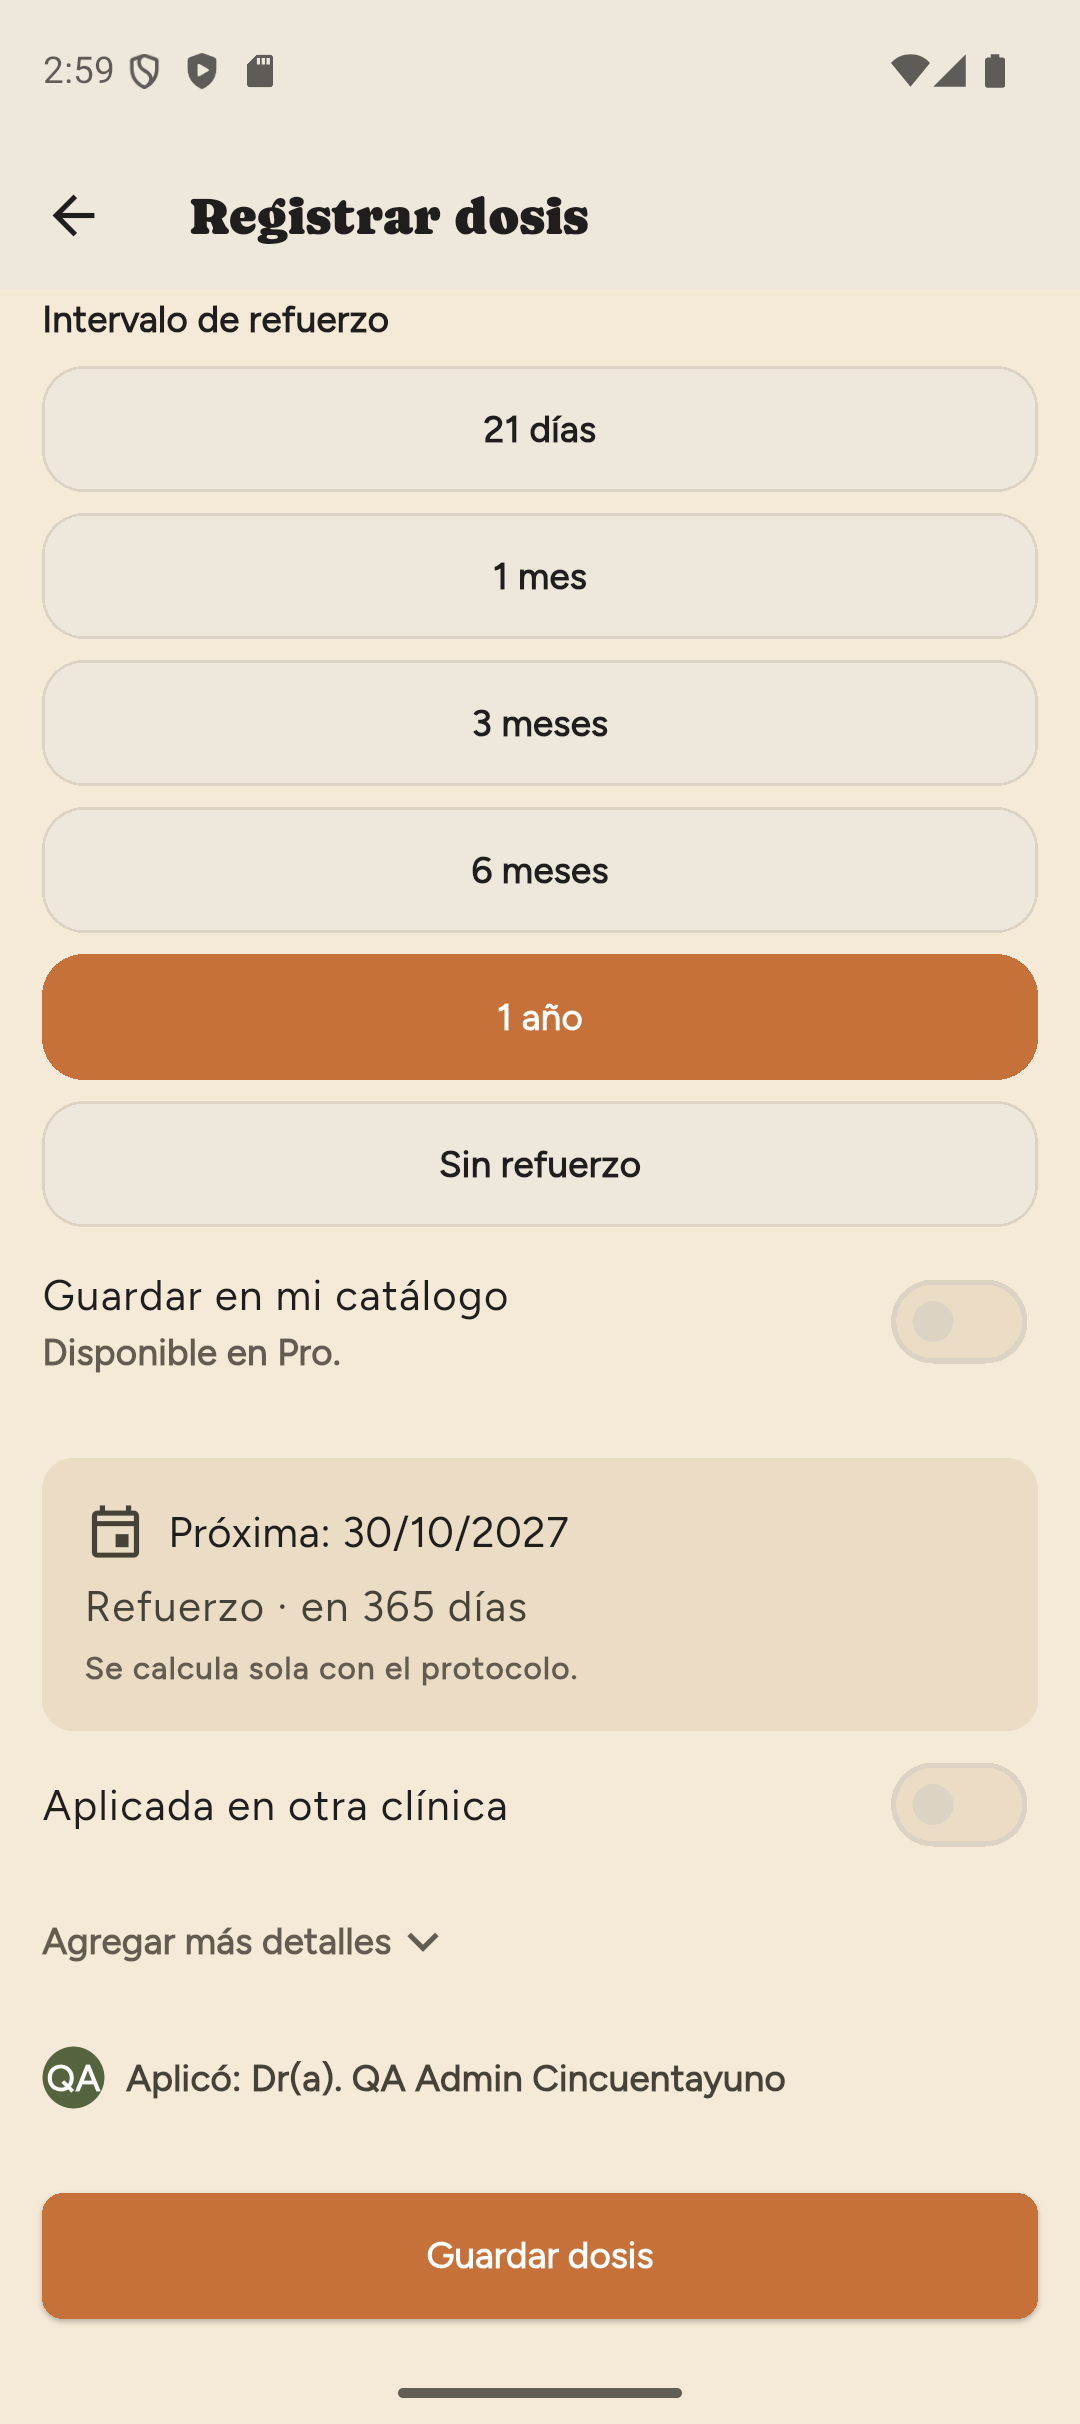 2:59
Registrar dosis
Intervalo de refuerzo
21 días
1 mes
3 meses
6 meses
1 año
Sin refuerzo
Guardar en mi catálogo
Disponible en Pro.
Próxima: 30/10/2027
Refuerzo · en 365 días
Se calcula sola con el protocolo.
Aplicada en otra clínica
Agregar más detalles
QA Aplicó: Dr(a). QA Admin Cincuentayuno
Guardar dosis